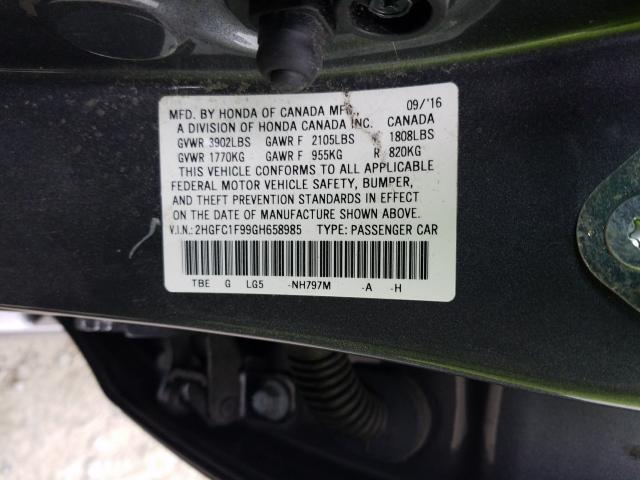 MFD. BY HONDA OF CANADA MFG. 09/'16
A DIVISION OF HONDA CANADA INC. CANADA
GVWR 3902LBS GAWR F 2105LBS R 1808LBS
GVWR 1770KG GAWR F 955KG R 820KG
THIS VEHICLE CONFORMS TO ALL APPLICABLE
FEDERAL MOTOR VEHICLE SAFETY, BUMPER,
AND THEFT PREVENTION STANDARDS IN EFFECT
ON THE DATE OF MANUFACTURE SHOWN ABOVE.
V.I.N.: 2HGFC1F99GH658985 TYPE: PASSENGER CAR
TBE G LG5 -NH797M -A -H